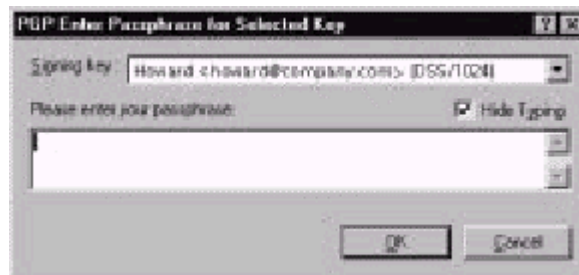 PGP Enter Passphrase for Selected Key
Signing key: Howard <howard@company.com> (DSS/1024)
Please enter your passphrase: Hide Typing
OK Cancel